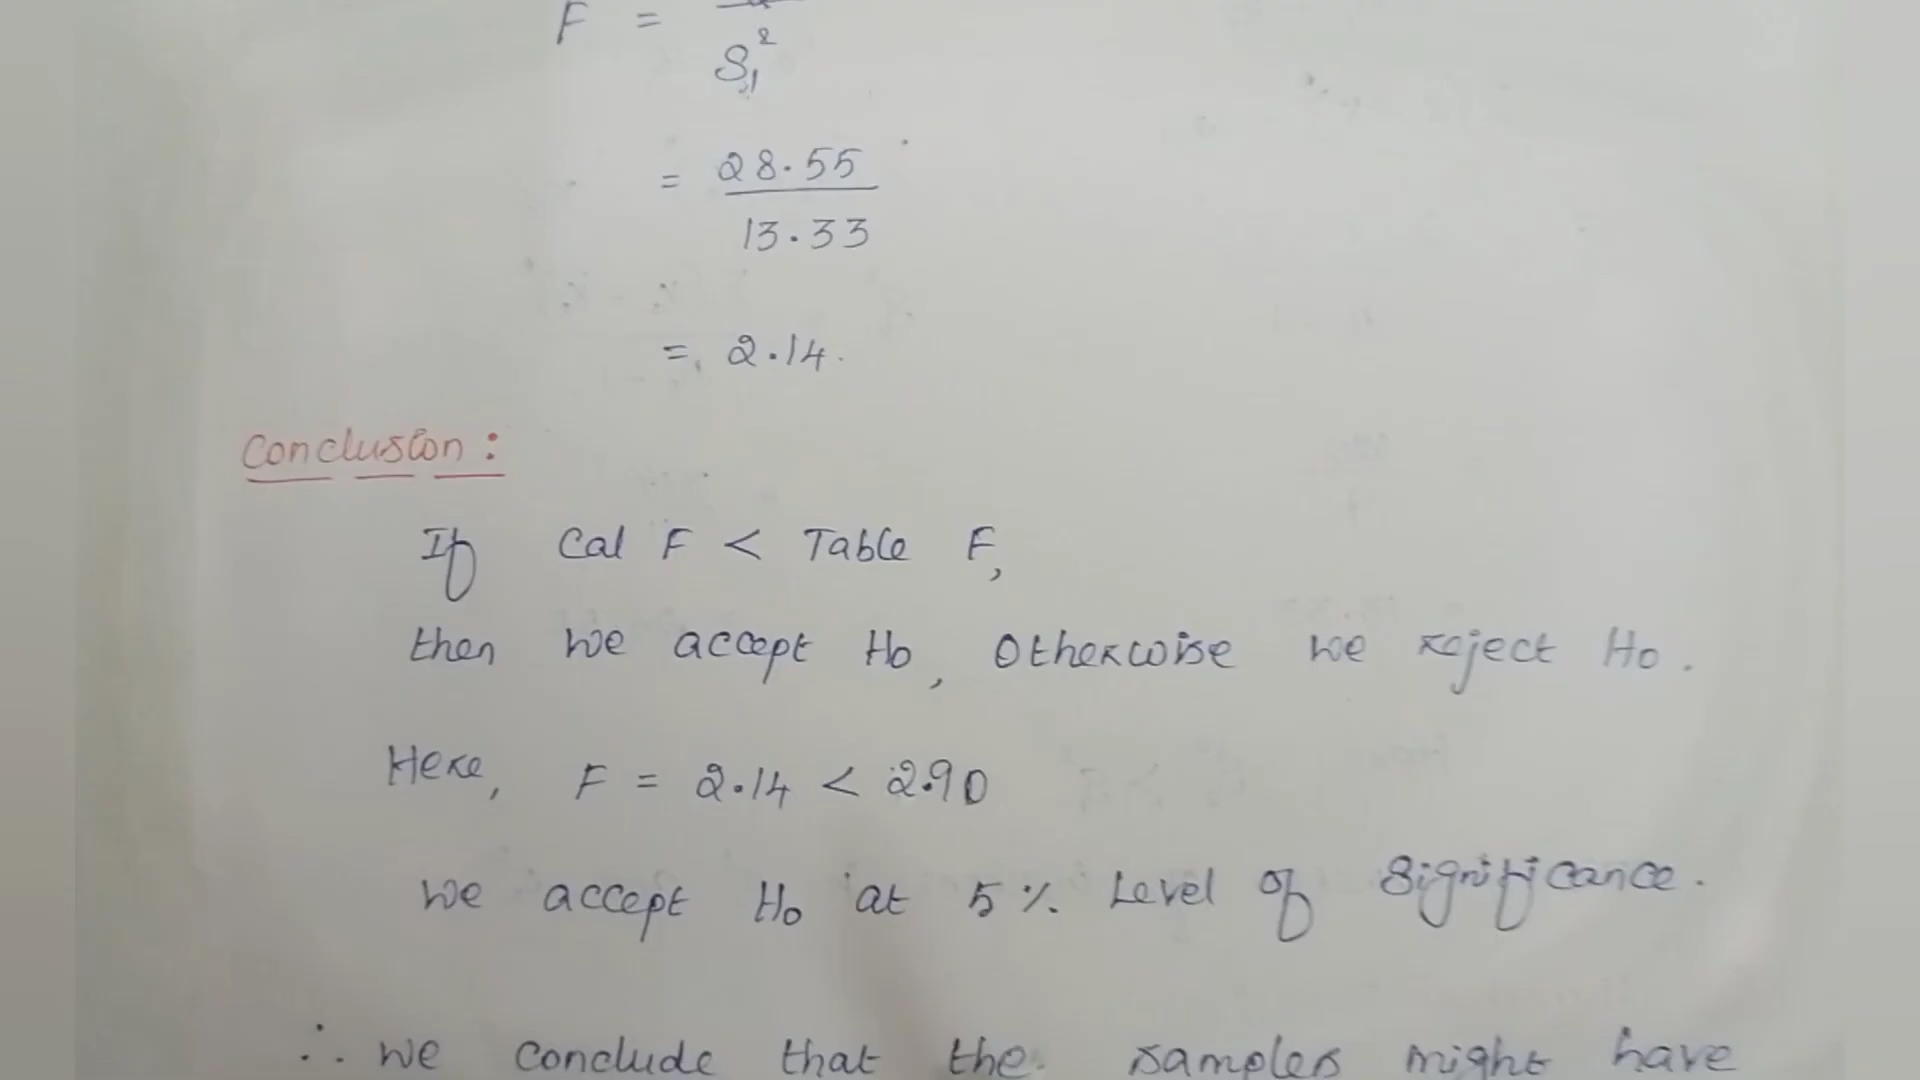 F =
S₁²
= 28.55
13.33
= 2.14.
Conclusion:
If Cal F < Table F,
then we accept H₀, Otherwise we reject H₀.
Here, F = 2.14 < 2.90
We accept H₀ at 5% Level of Significance.
∴ We conclude that the samples might have